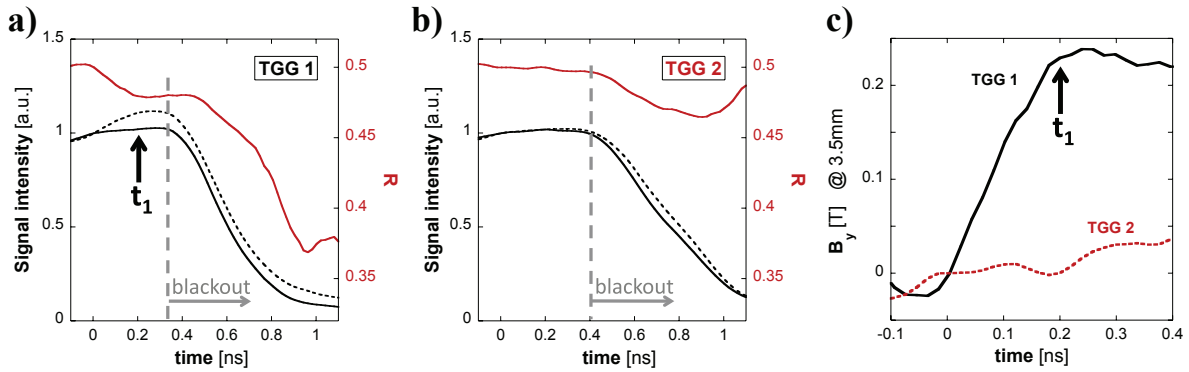 a)
Signal intensity [a.u.]
1.5
1
0.5
0
TGG 1
t1
blackout
0.5
0.45
0.4
0.35
R
0 0.2 0.4 0.6 0.8 1
time [ns]
b)
Signal intensity [a.u.]
1.5
1
0.5
0
TGG 2
blackout
0.5
0.45
0.4
0.35
R
0 0.2 0.4 0.6 0.8 1
time [ns]
c)
By [T] @ 3.5mm
0.2
0.1
0
TGG 1
t1
TGG 2
-0.1 0 0.1 0.2 0.3 0.4
time [ns]